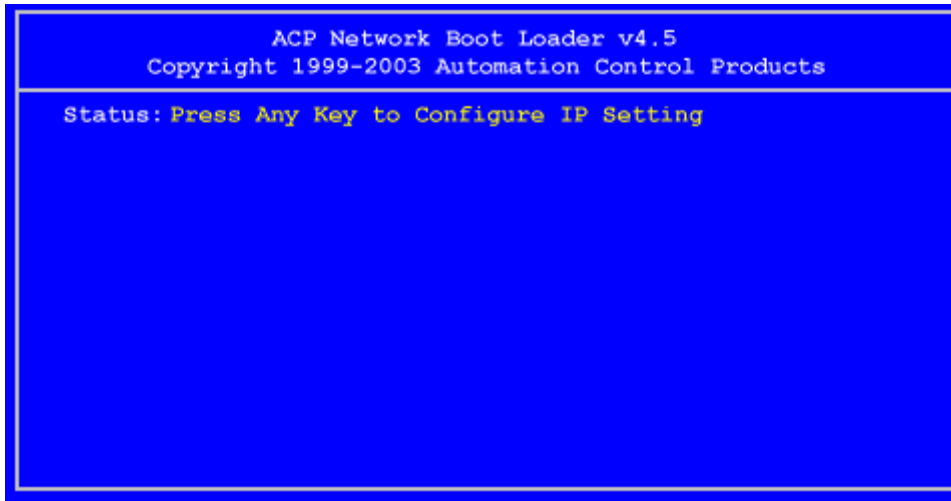 ACP Network Boot Loader v4.5
Copyright 1999-2003 Automation Control Products
Status: Press Any Key to Configure IP Setting